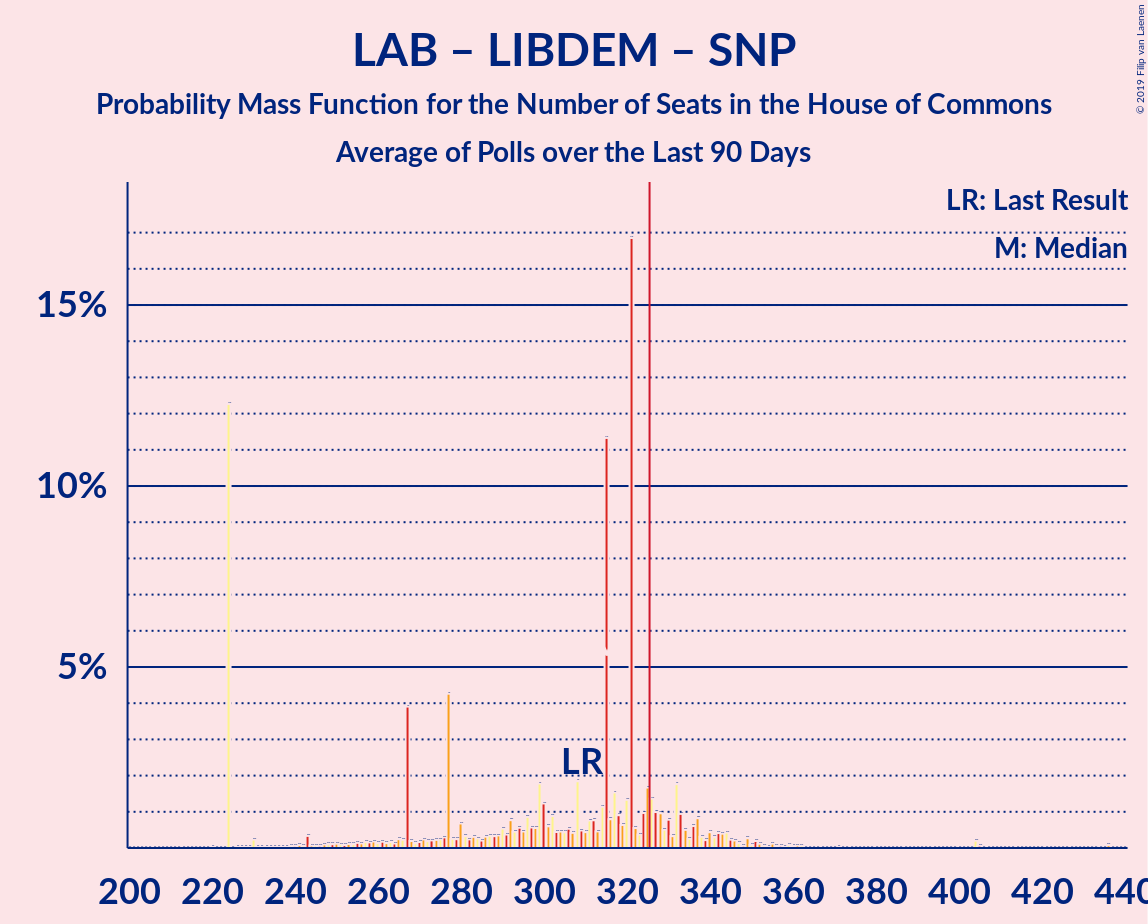 LAB – LIBDEM – SNP
Probability Mass Function for the Number of Seats in the House of Commons
Average of Polls over the Last 90 Days
© 2019 Filip van Laenen
LR: Last Result
M: Median
15%
10%
5%
LR
200 220 240 260 280 300 320 340 360 380 400 420 440